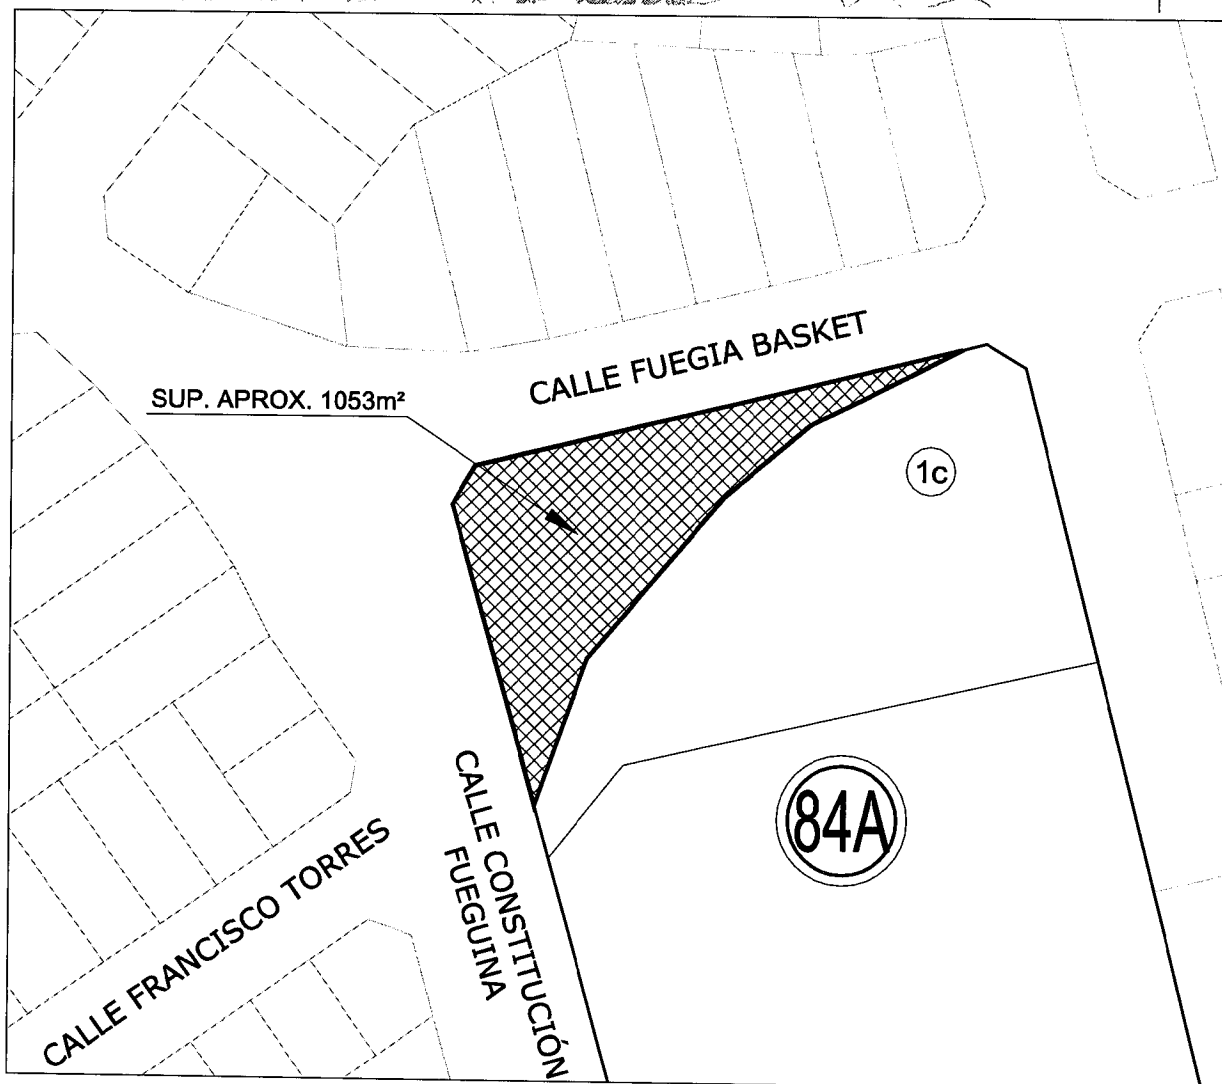 CALLE FUEGIA BASKET
SUP. APROX. 1053m²
1c
84A
CALLE CONSTITUCIÓN
FUEGUINA
CALLE FRANCISCO TORRES